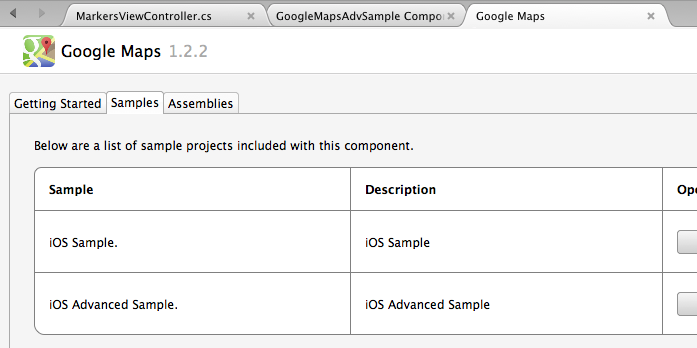 MarkersViewController.cs
GoogleMapsAdvSample Compo
Google Maps
Google Maps 1.2.2
Getting Started
Samples
Assemblies
Below are a list of sample projects included with this component.
Sample Description Ope
iOS Sample. iOS Sample
iOS Advanced Sample. iOS Advanced Sample